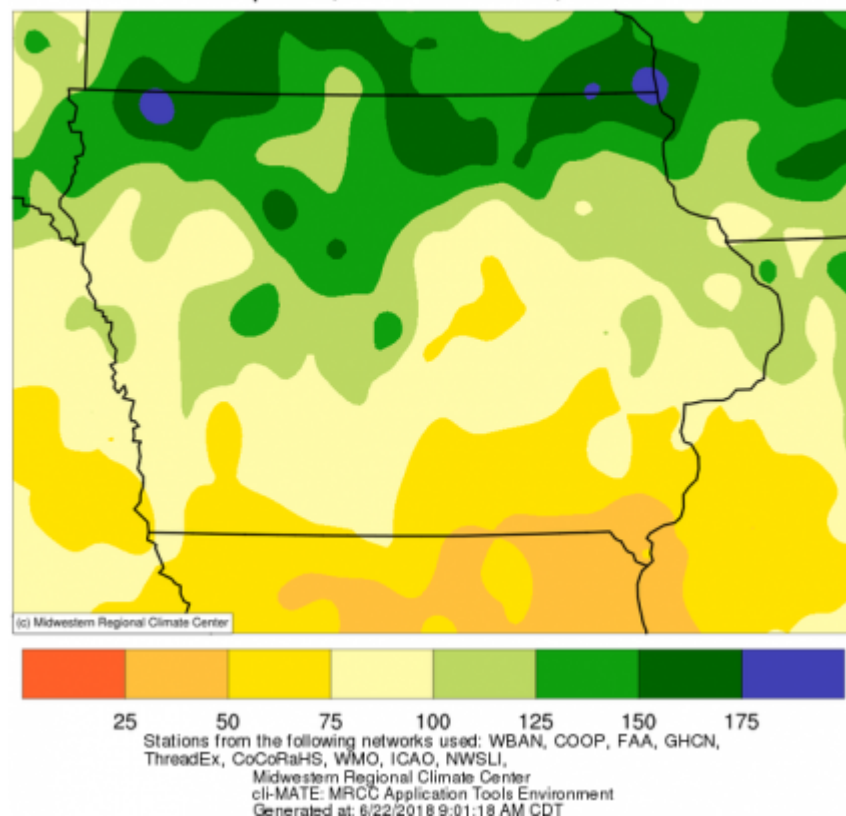 (c) Midwestern Regional Climate Center
25 50 75 100 125 150 175
Stations from the following networks used: WBAN, COOP, FAA, GHCN,
ThreadEx, CoCoRaHS, WMO, ICAO, NWSLI,
Midwestern Regional Climate Center
cli-MATE: MRCC Application Tools Environment
Generated at: 6/22/2018 9:01:18 AM CDT